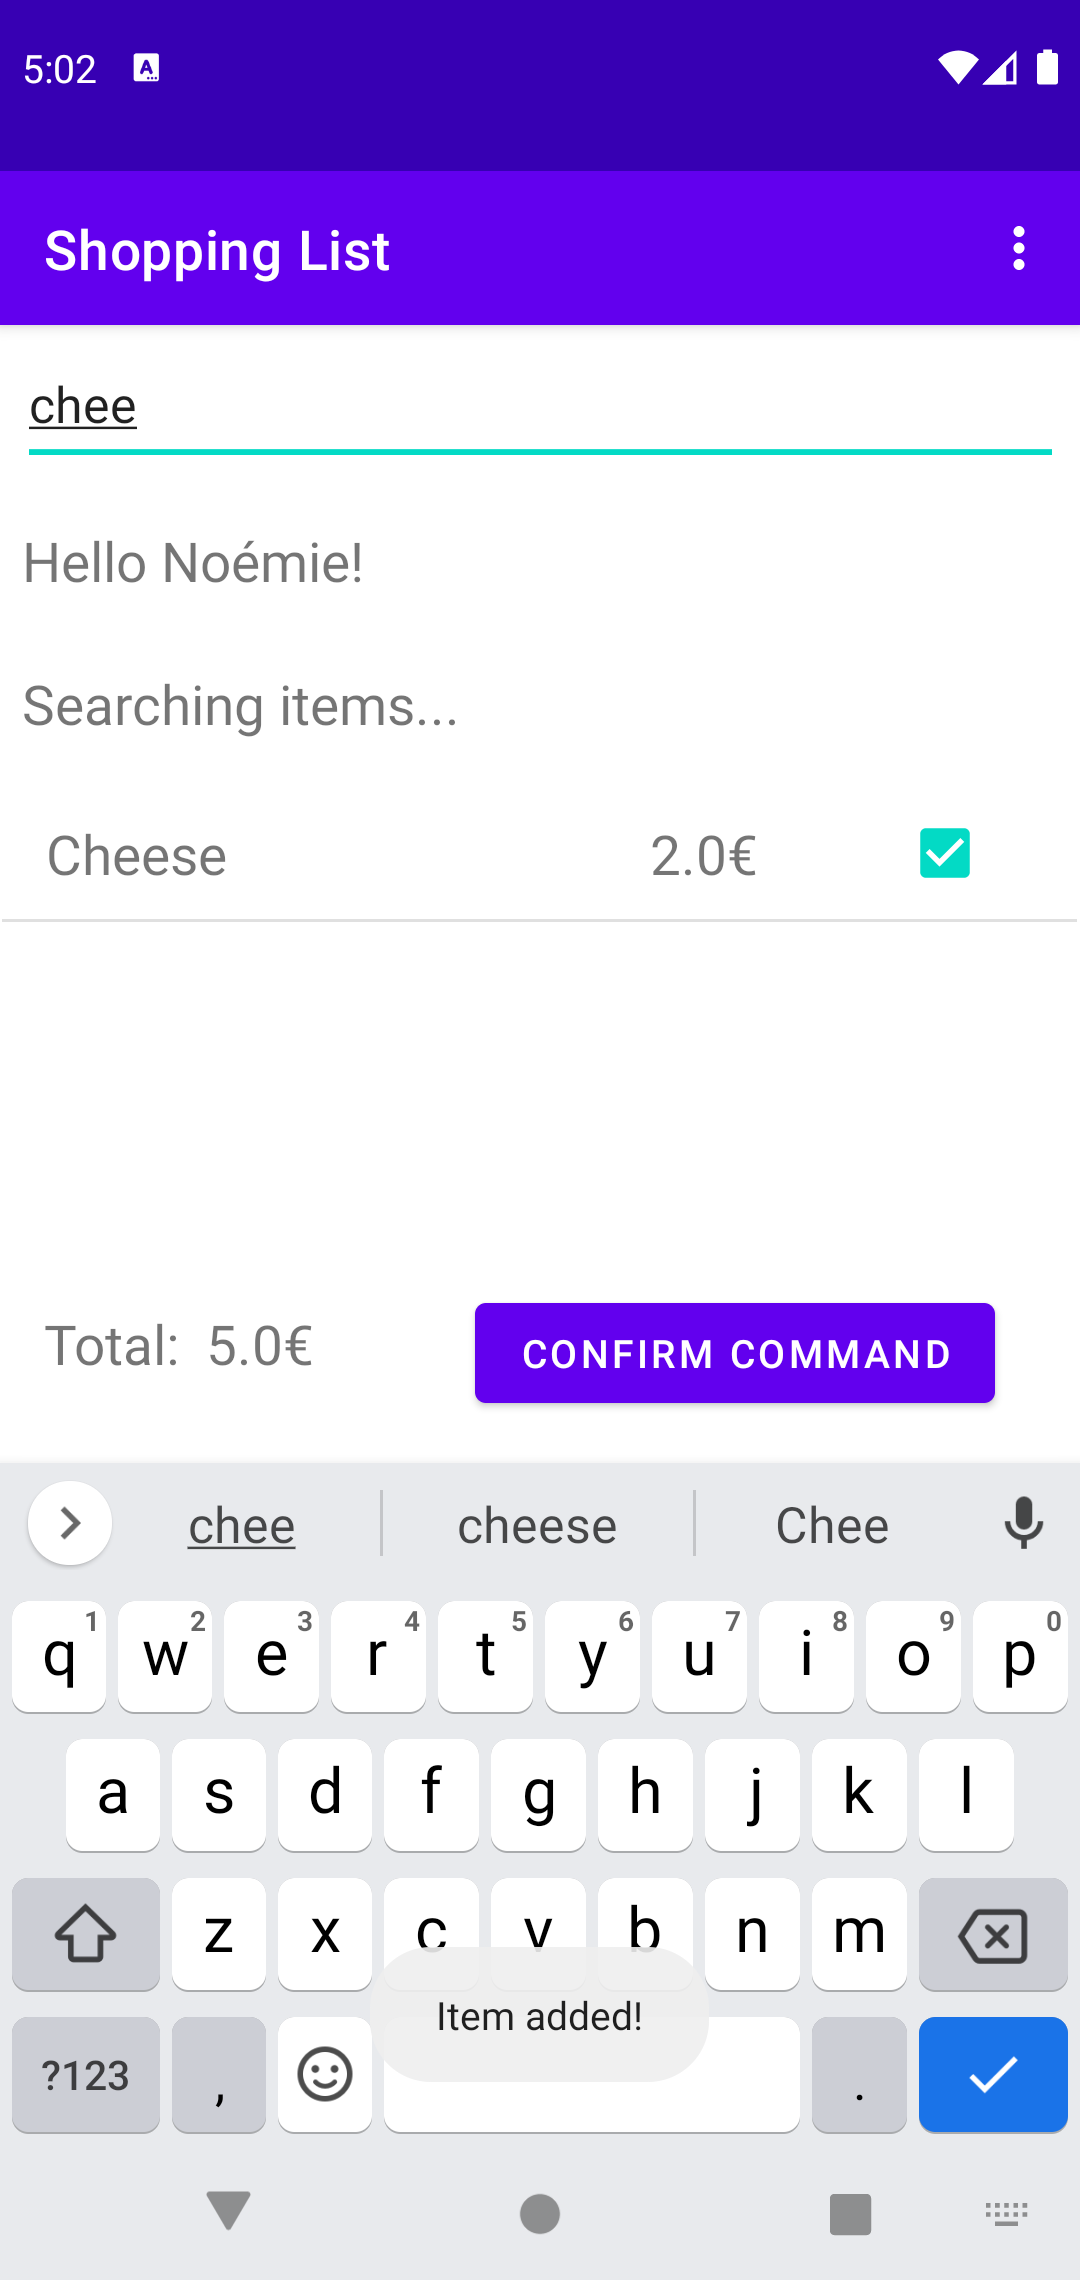 5:02
Shopping List
chee
Hello Noémie!
Searching items...
Cheese 2.0€
Total: 5.0€ CONFIRM COMMAND
chee cheese Chee
q 1 w 2 e 3 r 4 t 5 y 6 u 7 i 8 o 9 p 0
a s d f g h j k l
z x c v b n m
Item added!
?123 , .